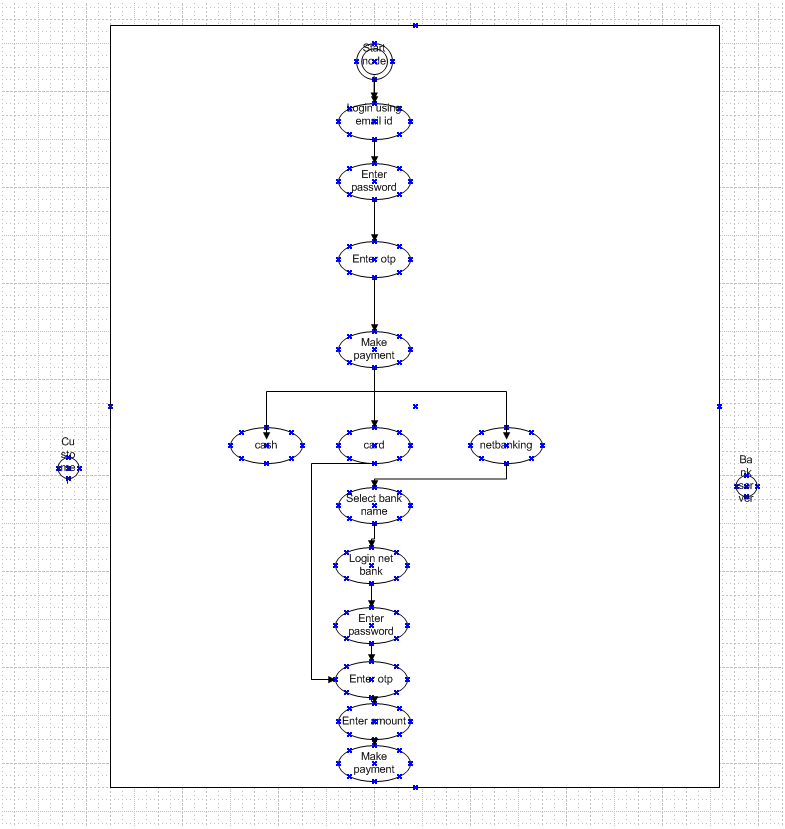 Start
node
Login using
email id
Enter
password
Enter otp
Make
payment
cash
card
netbanking
Cu
sto
me
r
Ba
nk
ser
ver
Select bank
name
Login net
bank
Enter
password
Enter otp
Enter amount
Make
payment